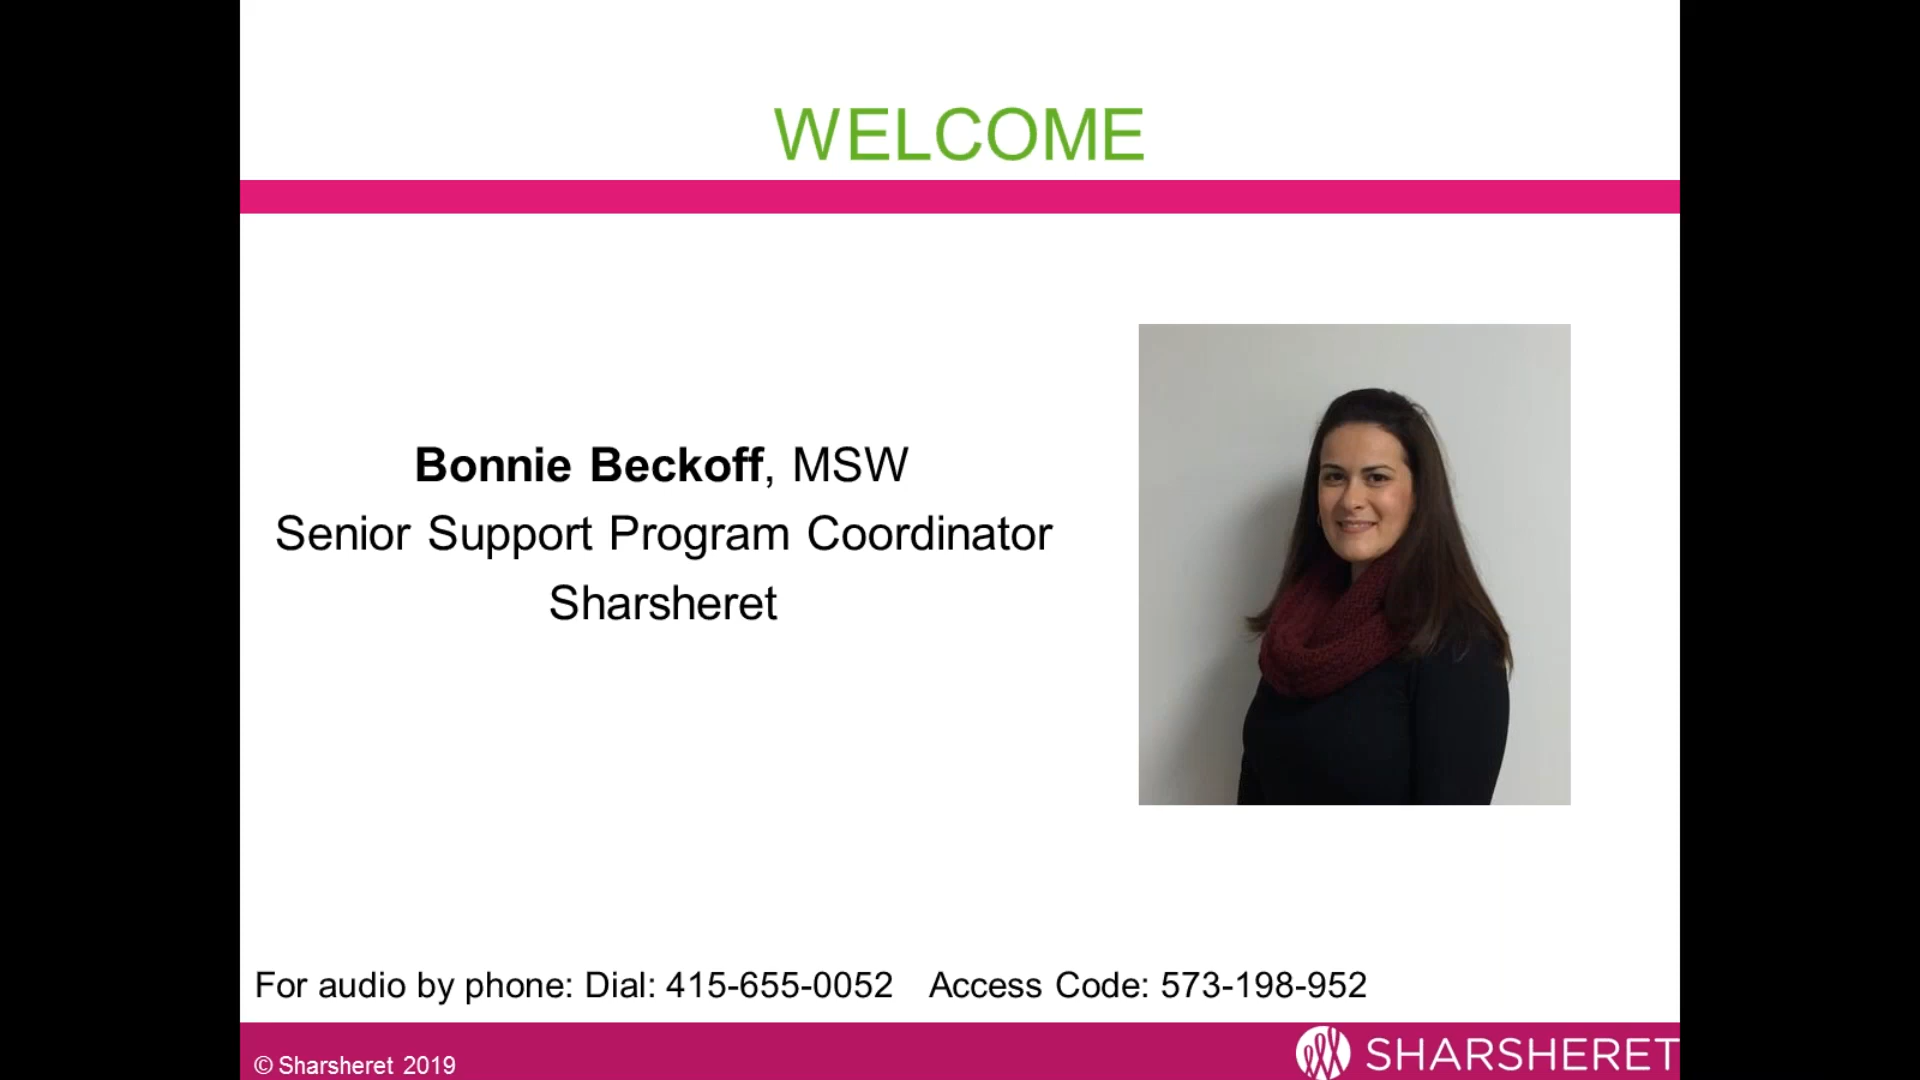 WELCOME
Bonnie Beckoff, MSW
Senior Support Program Coordinator
Sharsheret
For audio by phone: Dial: 415-655-0052 Access Code: 573-198-952
© Sharsheret 2019
SHARSHERET